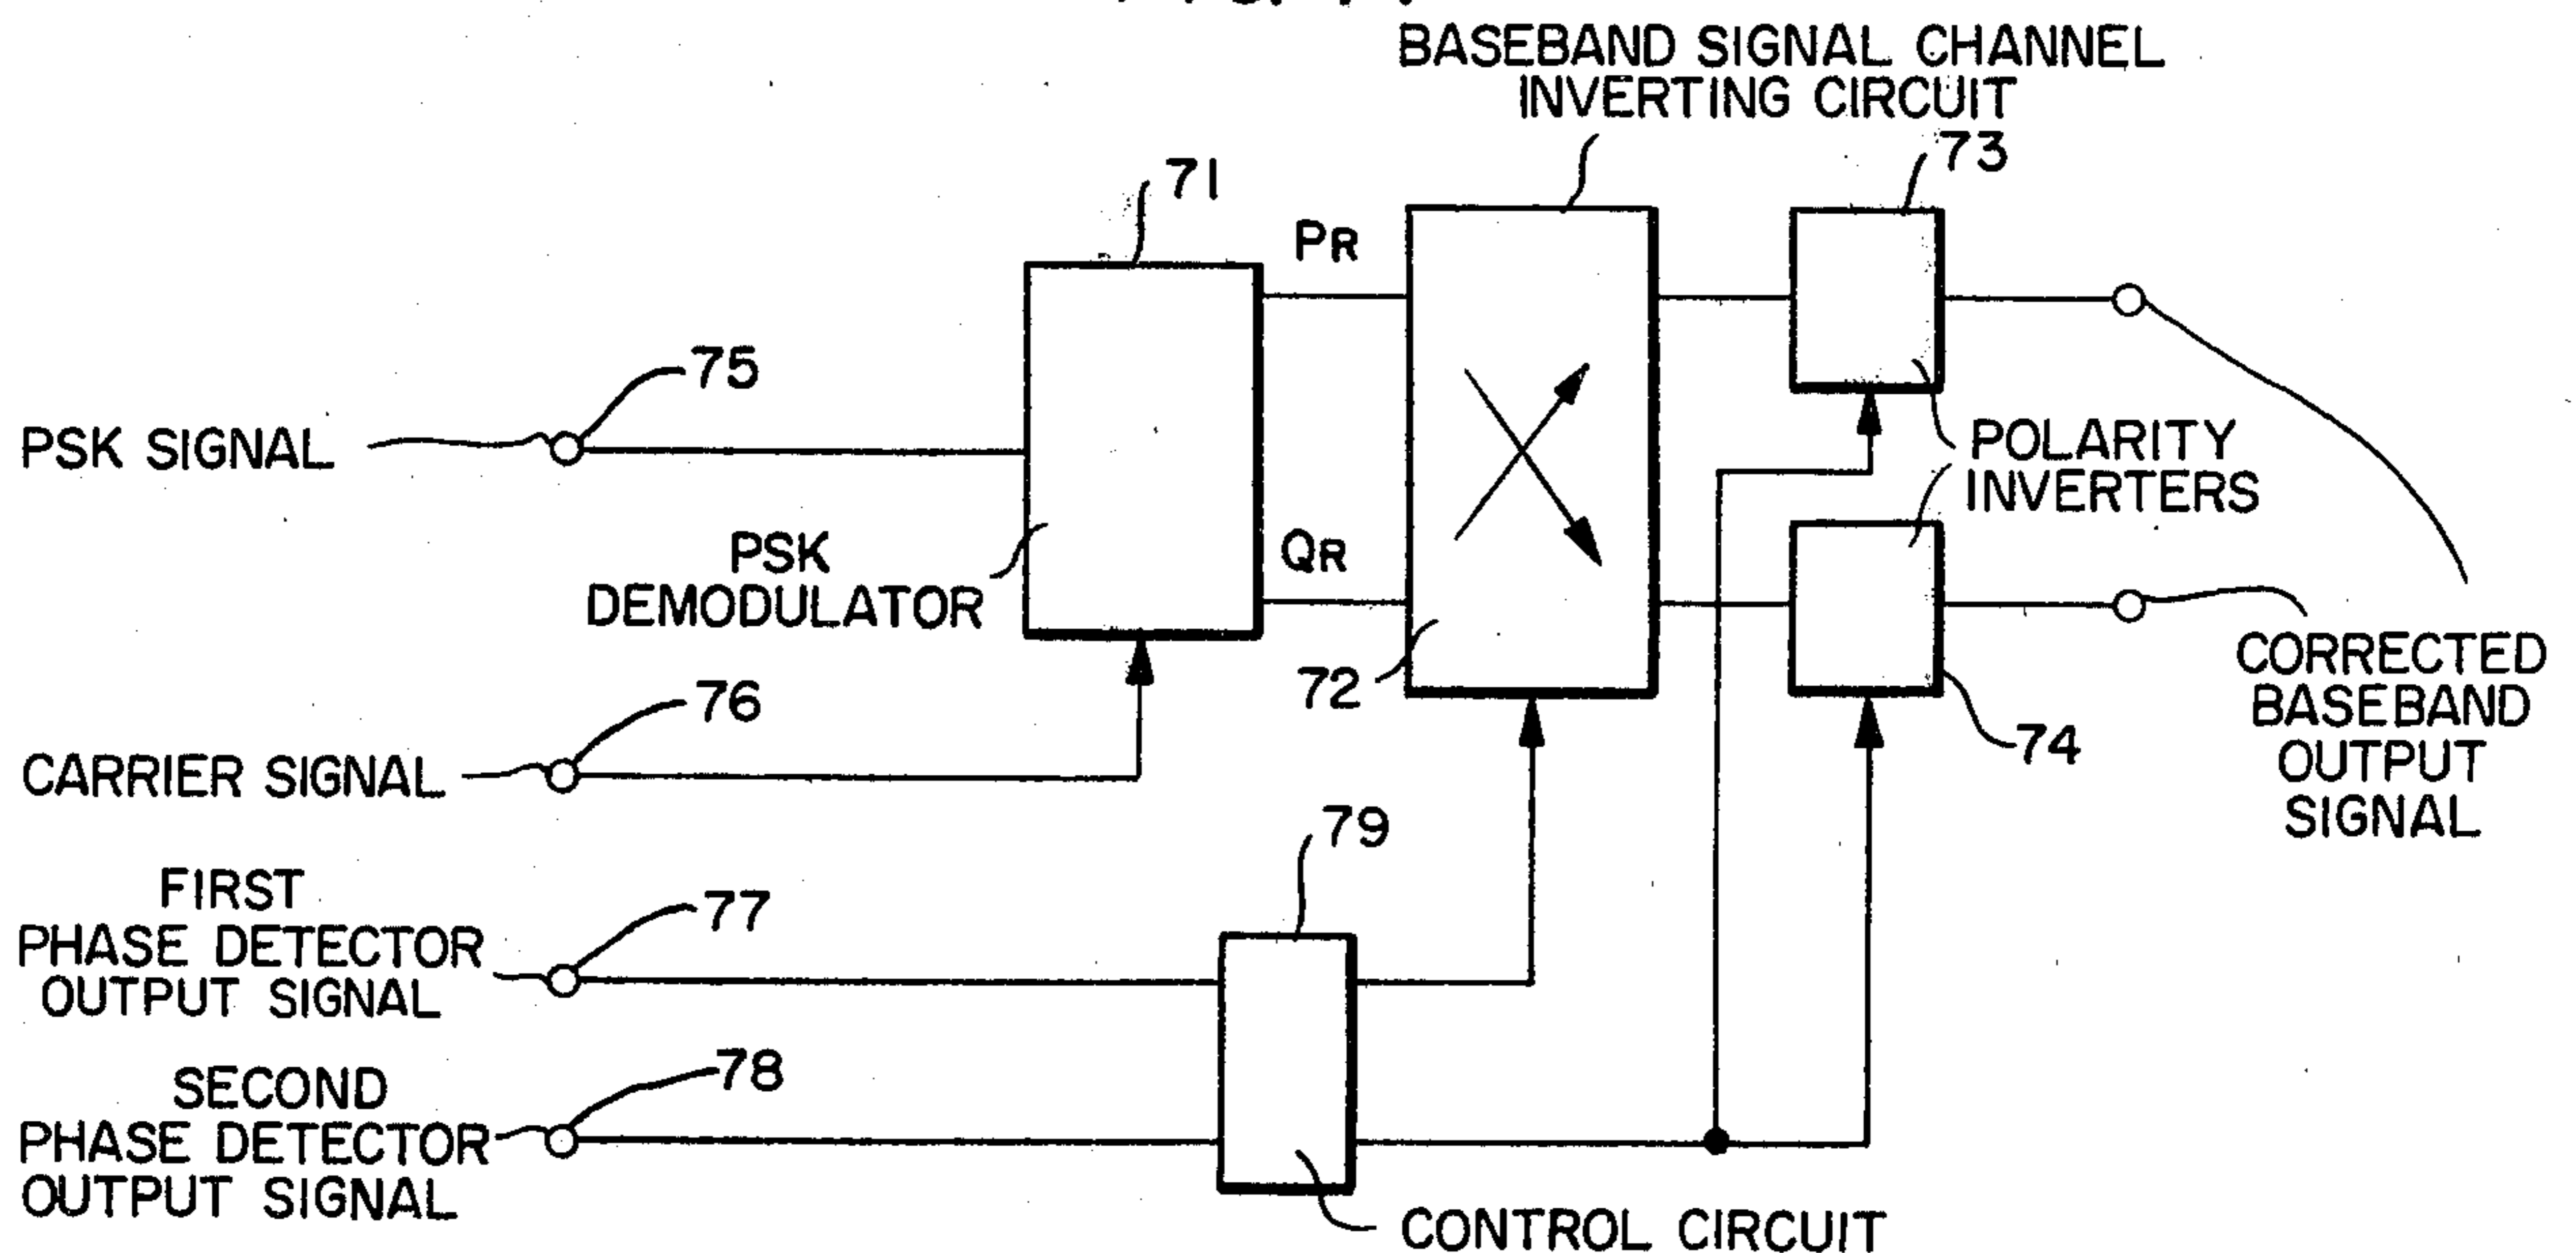 BASEBAND SIGNAL CHANNEL
INVERTING CIRCUIT
73
71
PR
75
PSK SIGNAL
POLARITY
INVERTERS
PSK
DEMODULATOR
QR
72
76
CARRIER SIGNAL
74
CORRECTED
BASEBAND
OUTPUT
SIGNAL
79
FIRST
PHASE DETECTOR
OUTPUT SIGNAL
77
SECOND
PHASE DETECTOR
OUTPUT SIGNAL
78
CONTROL CIRCUIT